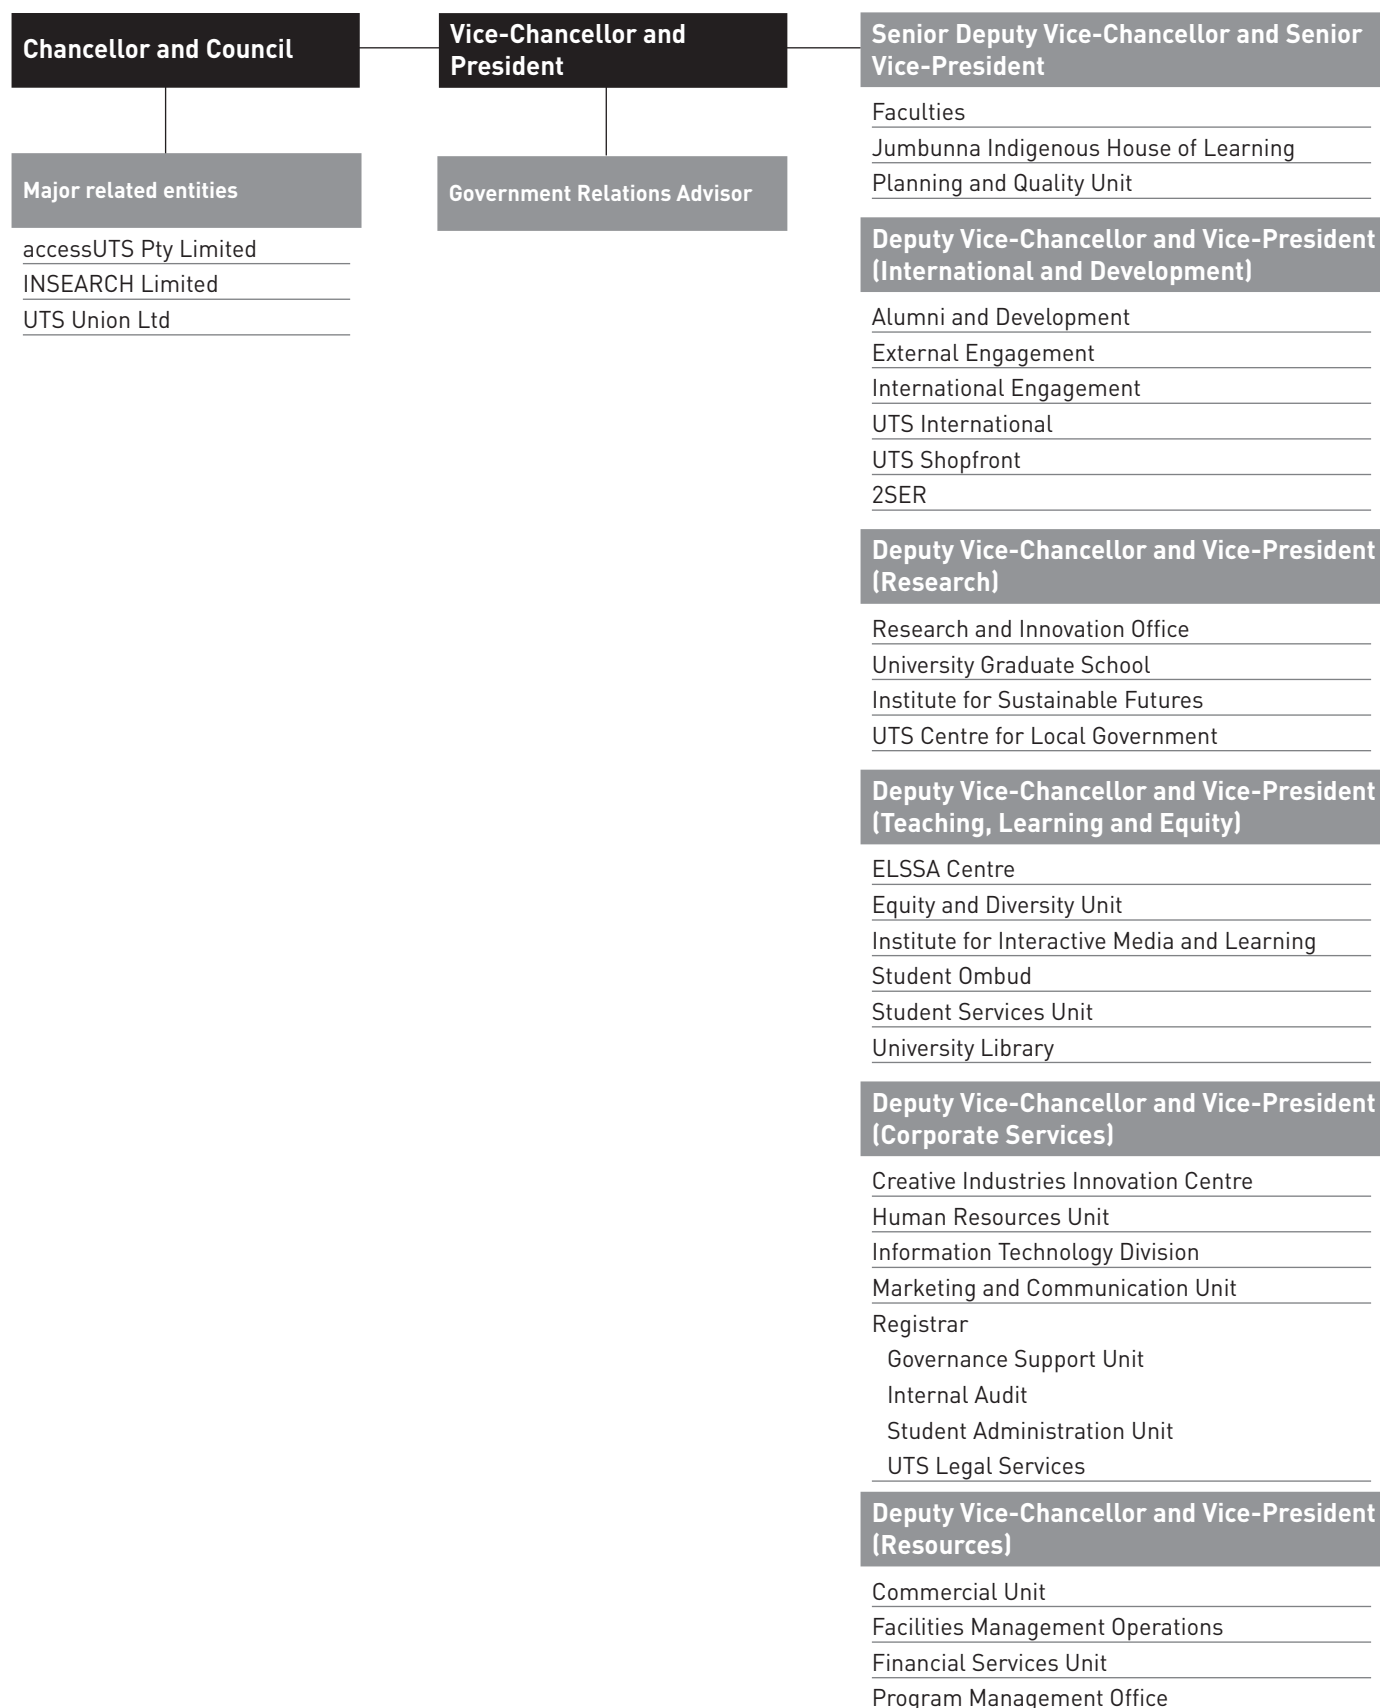 Chancellor and Council
Major related entities
accessUTS Pty Limited
INSEARCH Limited
UTS Union Ltd
Vice-Chancellor and
President
Government Relations Advisor
Senior Deputy Vice-Chancellor and Senior
Vice-President
Faculties
Jumbunna Indigenous House of Learning
Planning and Quality Unit
Deputy Vice-Chancellor and Vice-President
(International and Development)
Alumni and Development
External Engagement
International Engagement
UTS International
UTS Shopfront
2SER
Deputy Vice-Chancellor and Vice-President
(Research)
Research and Innovation Office
University Graduate School
Institute for Sustainable Futures
UTS Centre for Local Government
Deputy Vice-Chancellor and Vice-President
(Teaching, Learning and Equity)
ELSSA Centre
Equity and Diversity Unit
Institute for Interactive Media and Learning
Student Ombud
Student Services Unit
University Library
Deputy Vice-Chancellor and Vice-President
(Corporate Services)
Creative Industries Innovation Centre
Human Resources Unit
Information Technology Division
Marketing and Communication Unit
Registrar
Governance Support Unit
Internal Audit
Student Administration Unit
UTS Legal Services
Deputy Vice-Chancellor and Vice-President
(Resources)
Commercial Unit
Facilities Management Operations
Financial Services Unit
Program Management Office